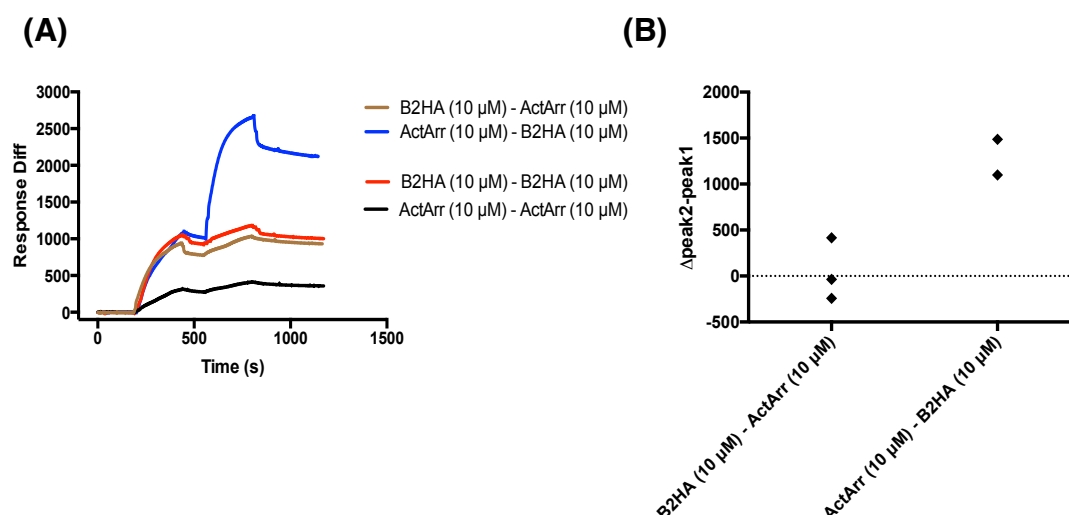 (A)
(B)
3000
2500
2000
1500
1000
500
0
Response Diff
0
500
1000
1500
Time (s)
B2HA (10 µM) - ActArr (10 µM)
ActArr (10 µM) - B2HA (10 µM)
B2HA (10 µM) - B2HA (10 µM)
ActArr (10 µM) - ActArr (10 µM)
2000
1500
1000
500
0
-500
Δpeak2-peak1
B2HA (10 µM) - ActArr (10 µM)
ActArr (10 µM) - B2HA (10 µM)